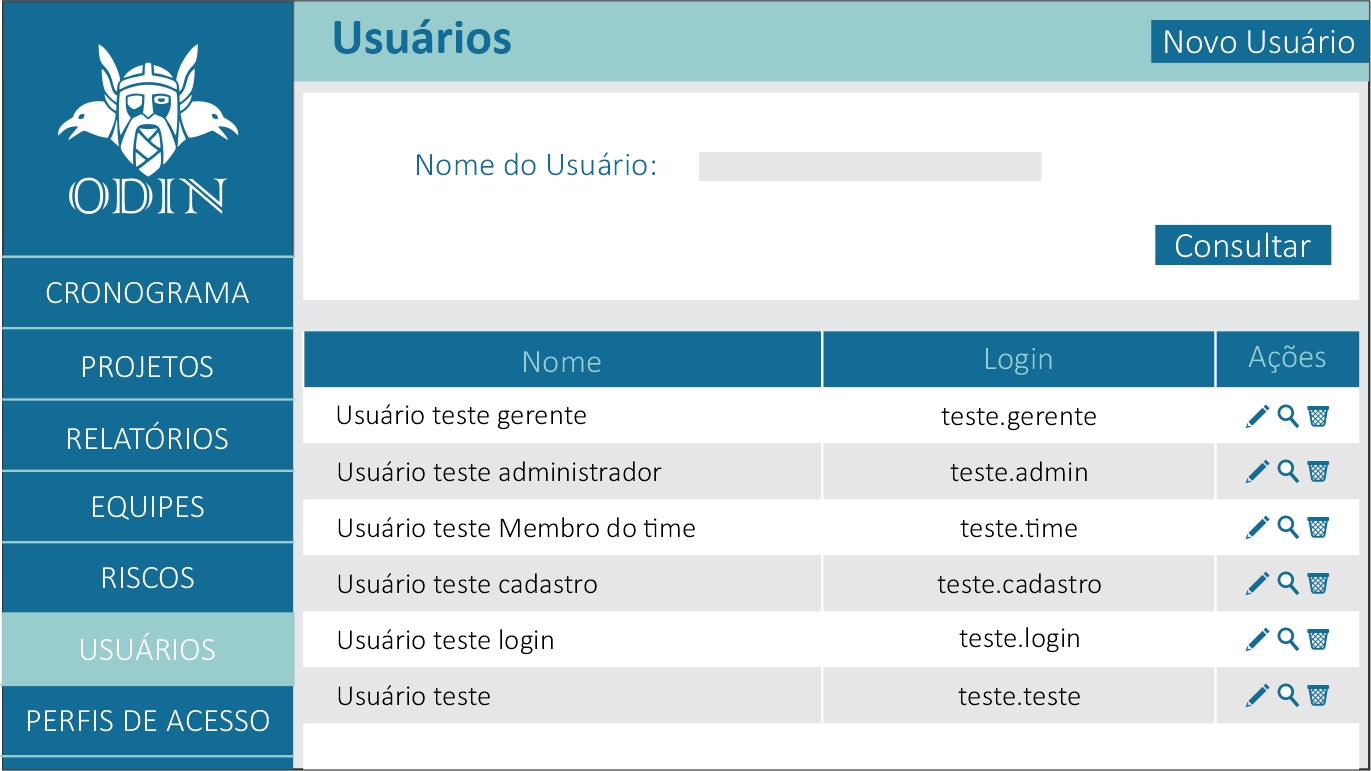 ODIN
CRONOGRAMA
PROJETOS
RELATÓRIOS
EQUIPES
RISCOS
USUÁRIOS
PERFIS DE ACESSO
Usuários
Novo Usuário
Nome do Usuário:
Consultar
Nome Login Ações
Usuário teste gerente teste.gerente
Usuário teste administrador teste.admin
Usuário teste Membro do time teste.time
Usuário teste cadastro teste.cadastro
Usuário teste login teste.login
Usuário teste teste.teste